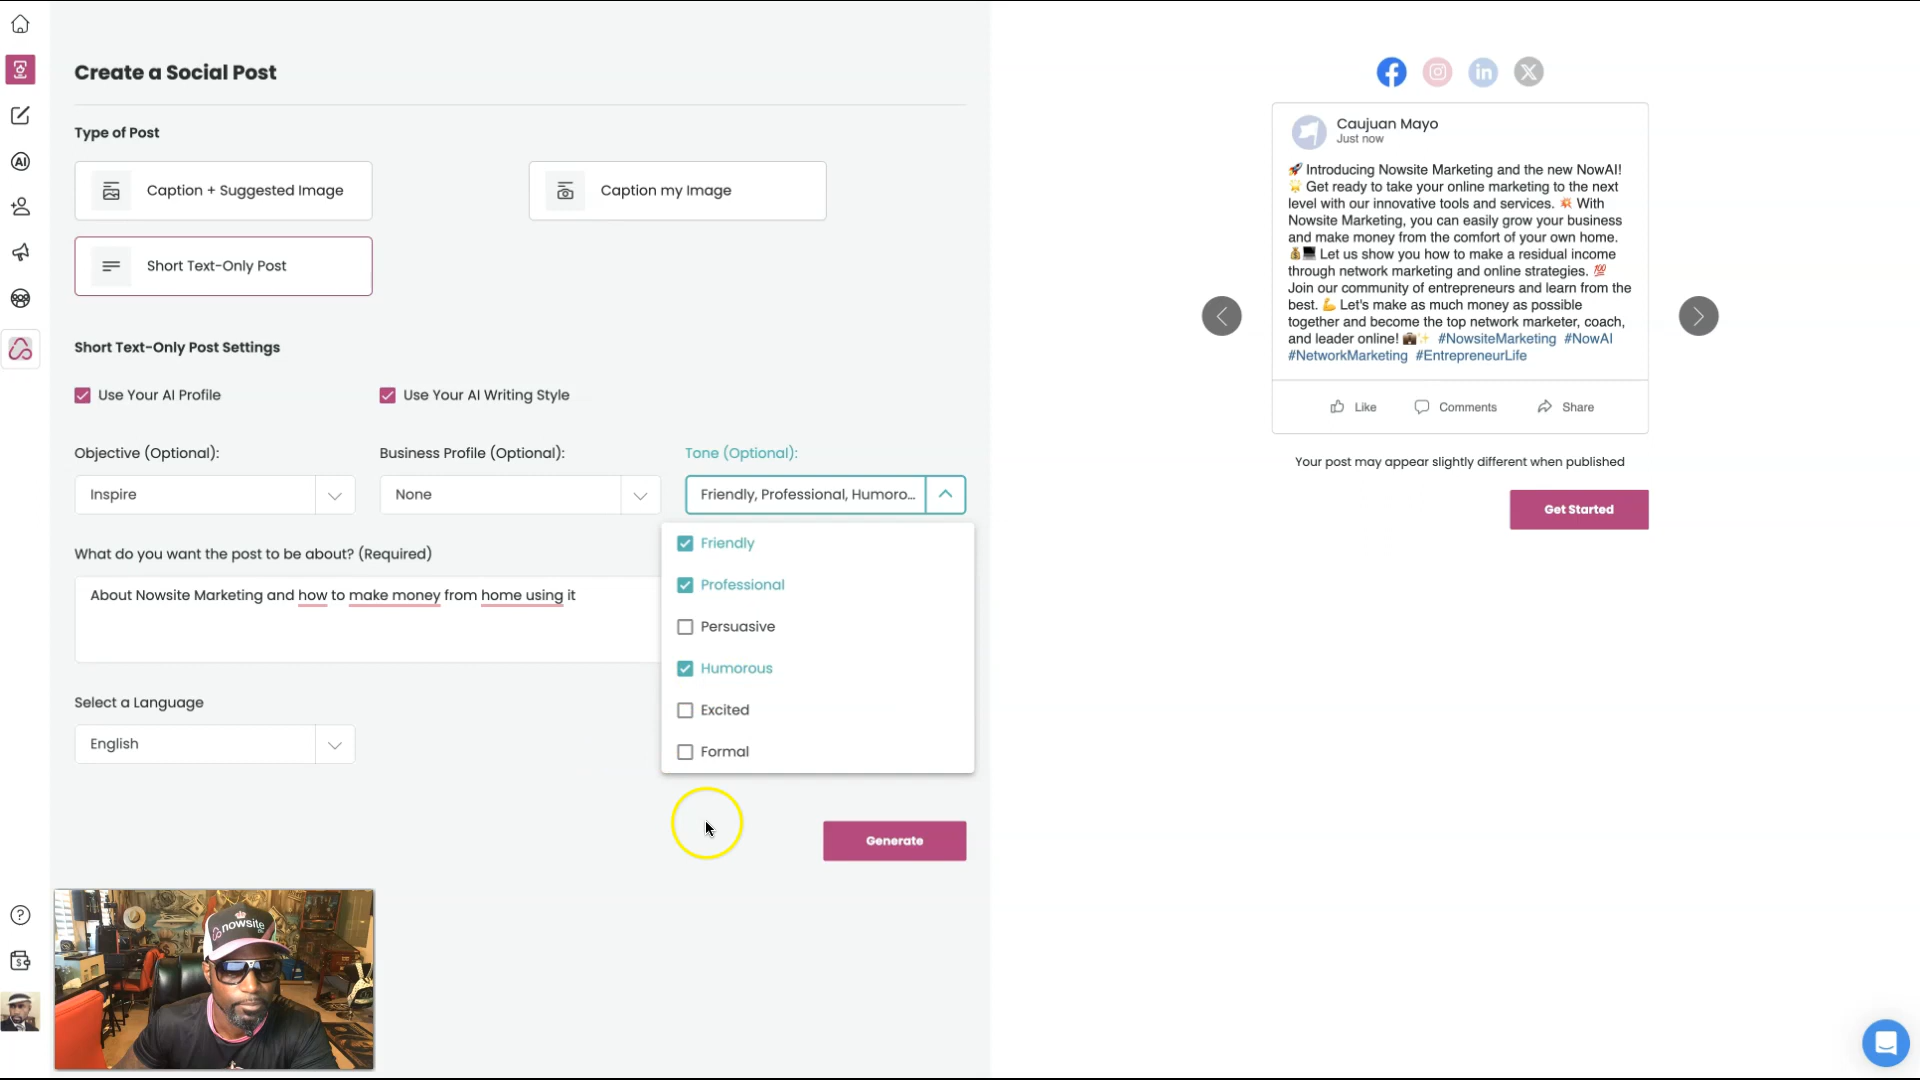 Create a Social Post
Type of Post
Caption + Suggested Image
Caption my Image
Short Text-Only Post
Short Text-Only Post Settings
Use Your AI Profile
Use Your AI Writing Style
Objective (Optional):
Business Profile (Optional):
Tone (Optional):
Inspire
None
Friendly, Professional, Humoro...
Friendly
Professional
Persuasive
Humorous
Excited
Formal
What do you want the post to be about? (Required)
About Nowsite Marketing and how to make money from home using it
Select a Language
English
Generate
AI
nowsite
Caujuan Mayo
Just now
🚀 Introducing Nowsite Marketing and the new NowAI!
🌟 Get ready to take your online marketing to the next
level with our innovative tools and services. 💥 With
Nowsite Marketing, you can easily grow your business
and make money from the comfort of your own home.
💰💻 Let us show you how to make a residual income
through network marketing and online strategies. 💯
Join our community of entrepreneurs and learn from the
best. 💪 Let's make as much money as possible
together and become the top network marketer, coach,
and leader online! 💼✨ #NowsiteMarketing #NowAI
#NetworkMarketing #EntrepreneurLife
Like
Comments
Share
Your post may appear slightly different when published
Get Started